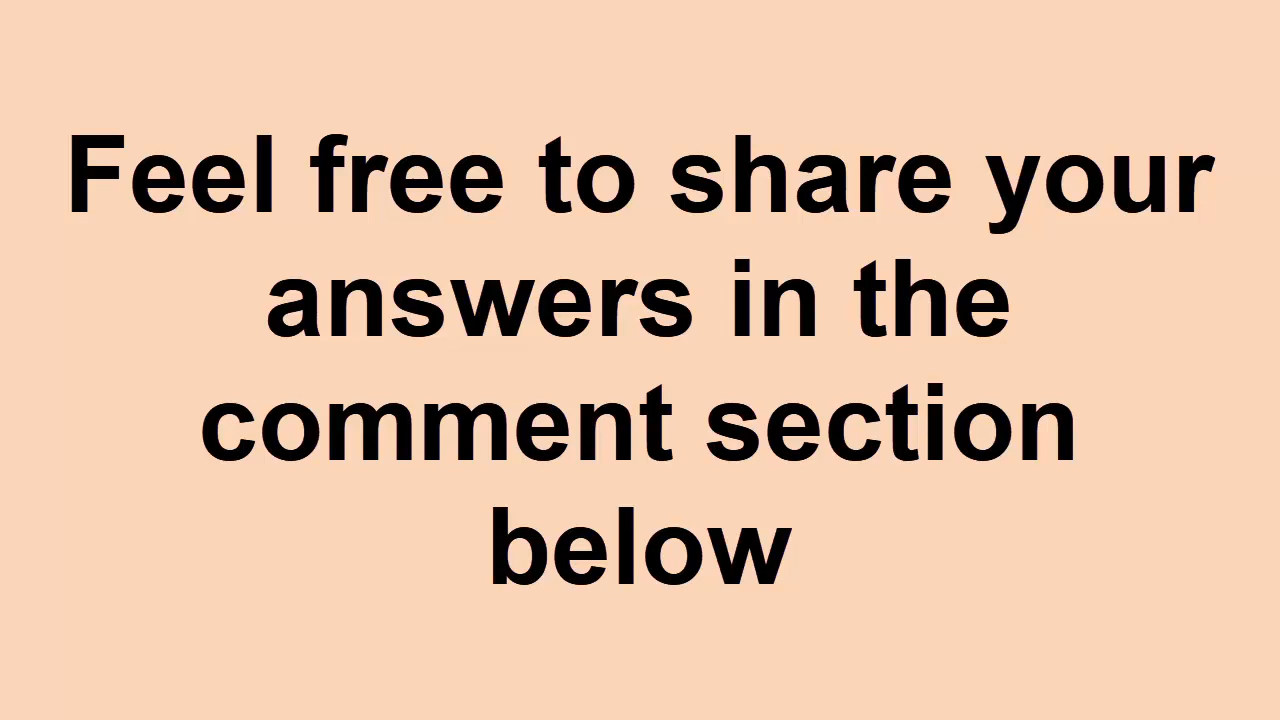 Feel free to share your
answers in the
comment section
below